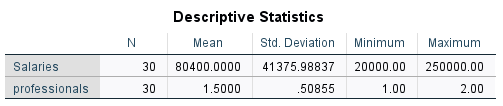 Descriptive Statistics
N Mean Std. Deviation Minimum Maximum
Salaries 30 80400.0000 41375.98837 20000.00 250000.00
professionals 30 1.5000 .50855 1.00 2.00